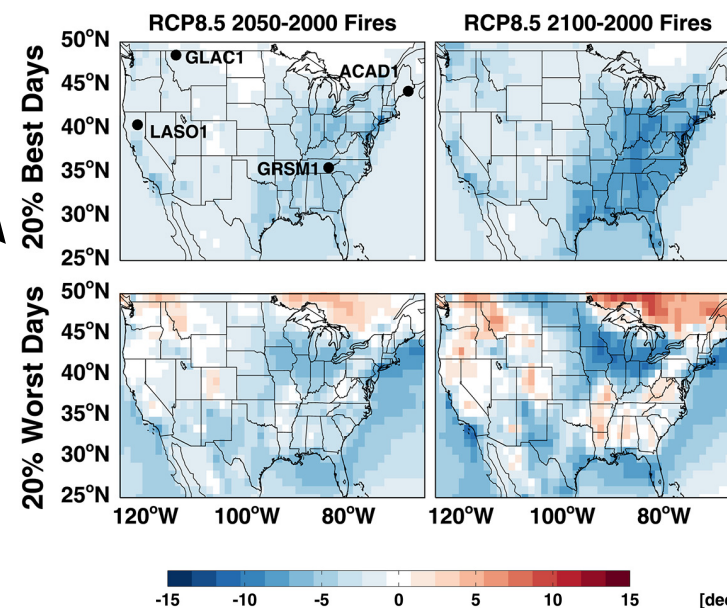 RCP8.5 2050-2000 Fires
RCP8.5 2100-2000 Fires
20% Best Days
50°N
45°N
40°N
35°N
30°N
25°N
GLAC1
ACAD1
LASO1
GRSM1
20% Worst Days
50°N
45°N
40°N
35°N
30°N
25°N
120°W 100°W 80°W
120°W 100°W 80°W
-15 -10 -5 0 5 10 15